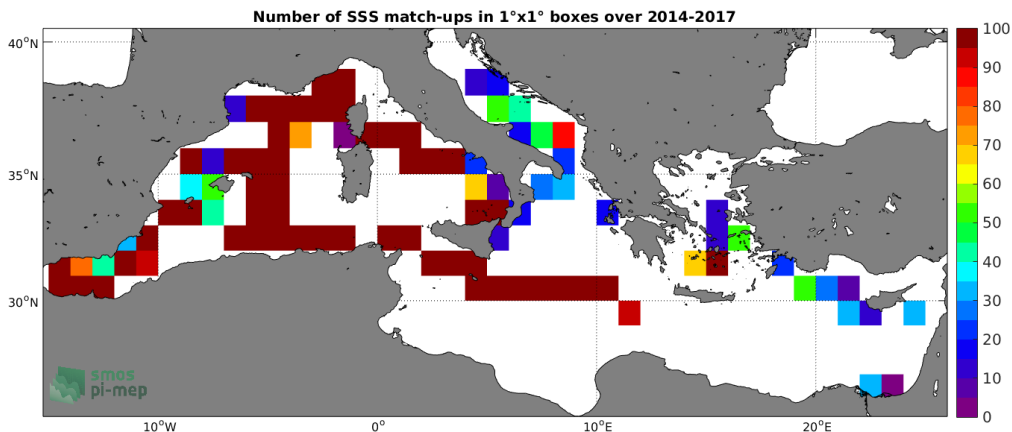 Number of SSS match-ups in 1°x1° boxes over 2014-2017
40°N
35°N
30°N
10°W
0°
10°E
20°E
100
90
80
70
60
50
40
30
20
10
0
smos
pi-mep